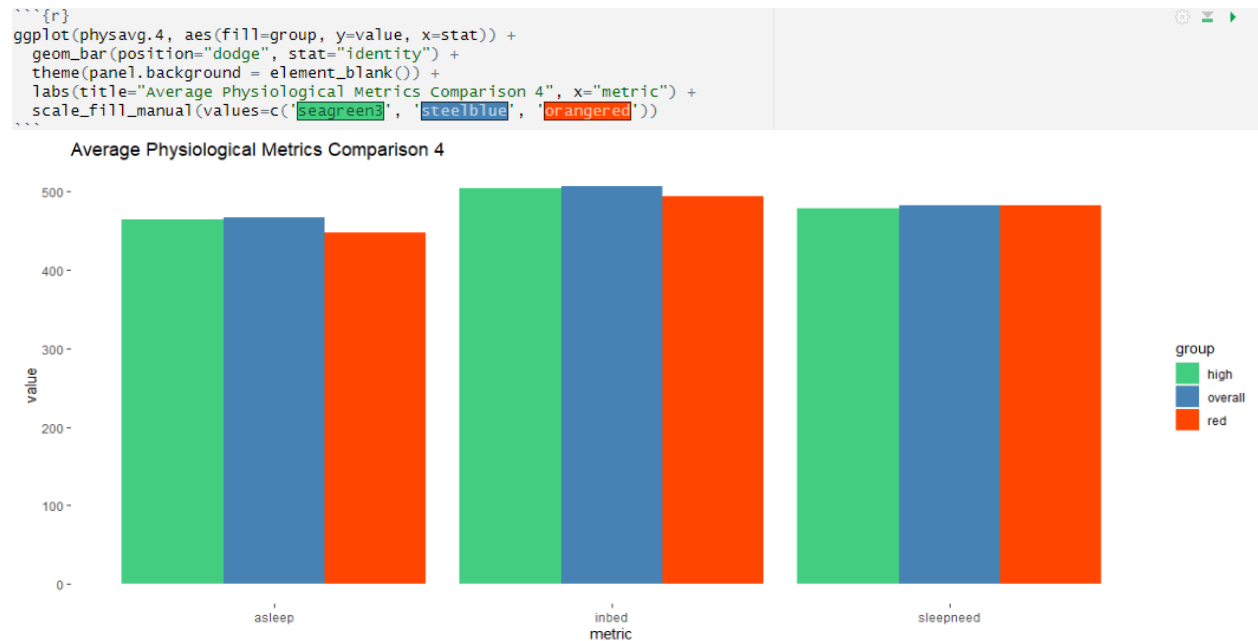 ```{r}
ggplot(physavg.4, aes(fill=group, y=value, x=stat)) +
  geom_bar(position="dodge", stat="identity") +
  theme(panel.background = element_blank()) +
  labs(title="Average Physiological Metrics Comparison 4", x="metric") +
  scale_fill_manual(values=c('seagreen3', 'steelblue', 'orangered'))
```
Average Physiological Metrics Comparison 4
500
400
300
200
100
0
value
asleep inbed sleepneed
metric
group
high
overall
red